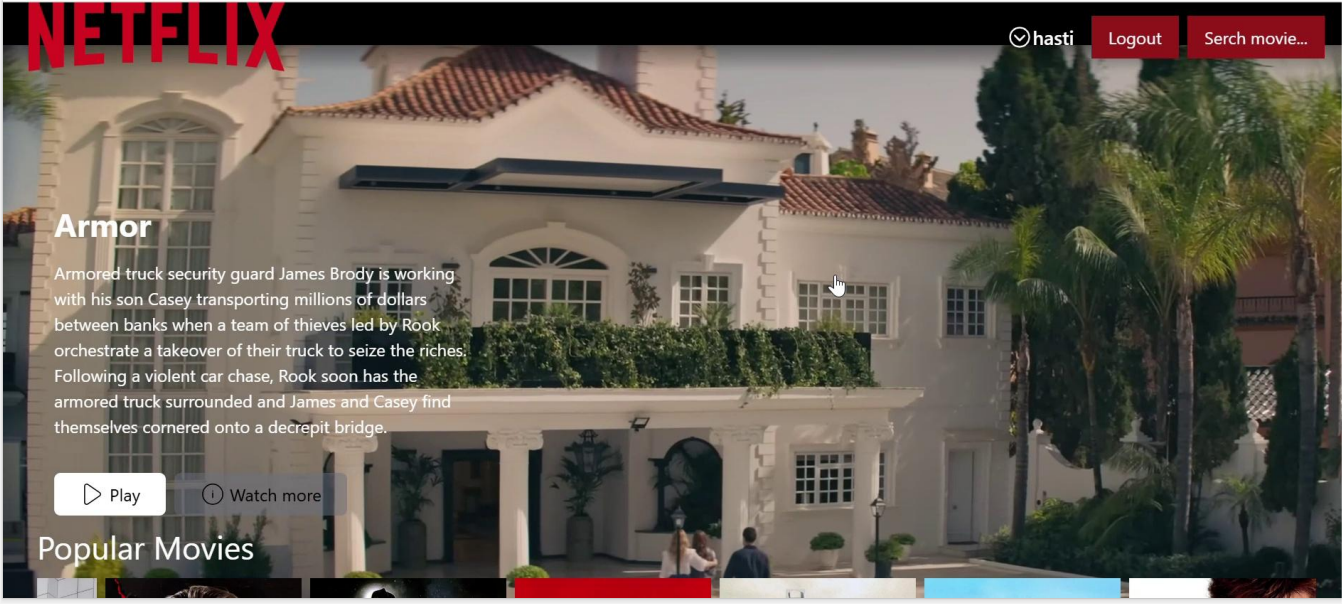 NETFLIX
hasti
Logout
Serch movie...
Armor
Armored truck security guard James Brody is working
with his son Casey transporting millions of dollars
between banks when a team of thieves led by Rook
orchestrate a takeover of their truck to seize the riches.
Following a violent car chase, Rook soon has the
armored truck surrounded and James and Casey find
themselves cornered onto a decrepit bridge.
Play
Watch more
Popular Movies